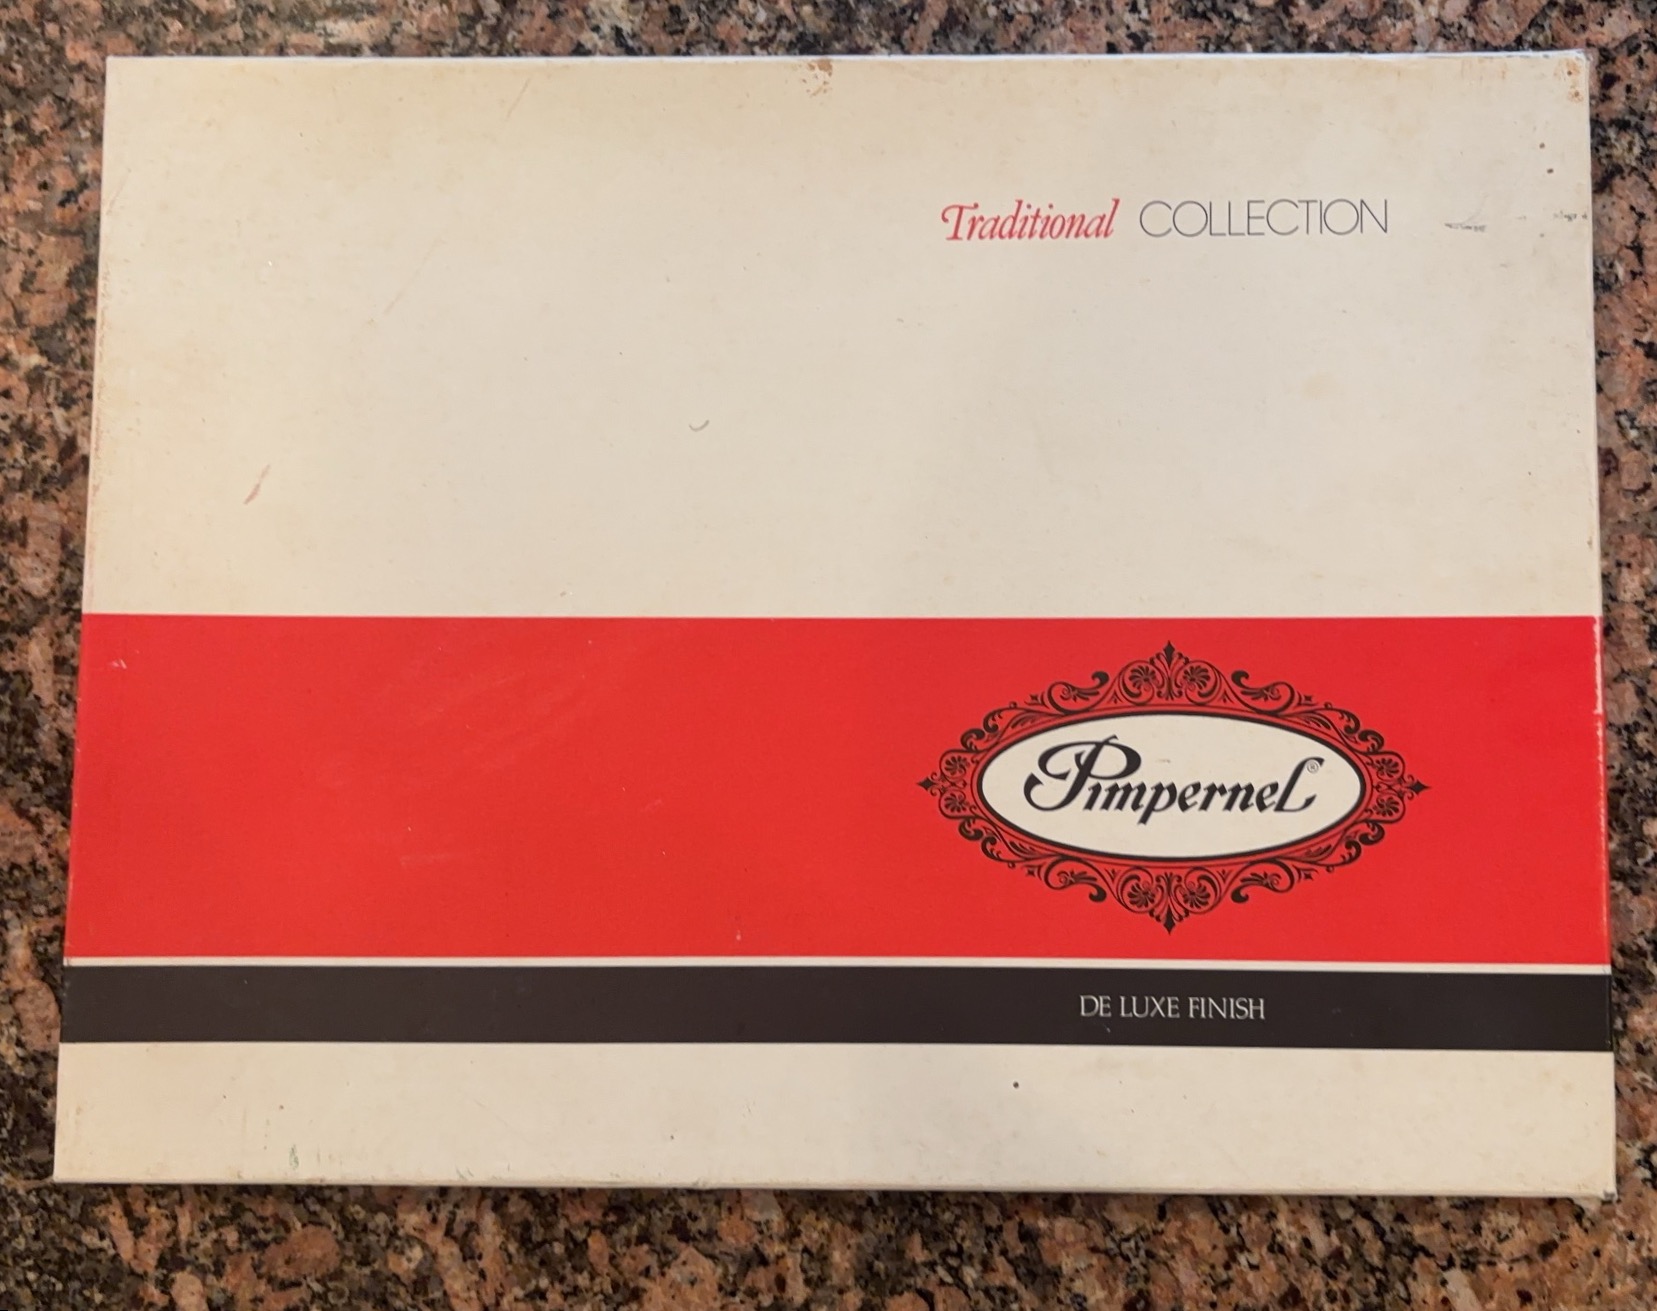 Traditional COLLECTION
Pimpernel®
DE LUXE FINISH